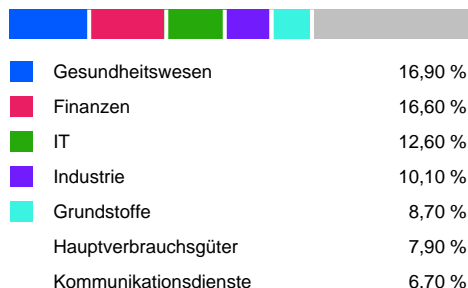 Gesundheitswesen 16,90 %
Finanzen 16,60 %
IT 12,60 %
Industrie 10,10 %
Grundstoffe 8,70 %
Hauptverbrauchsgüter 7,90 %
Kommunikationsdienste 6,70 %